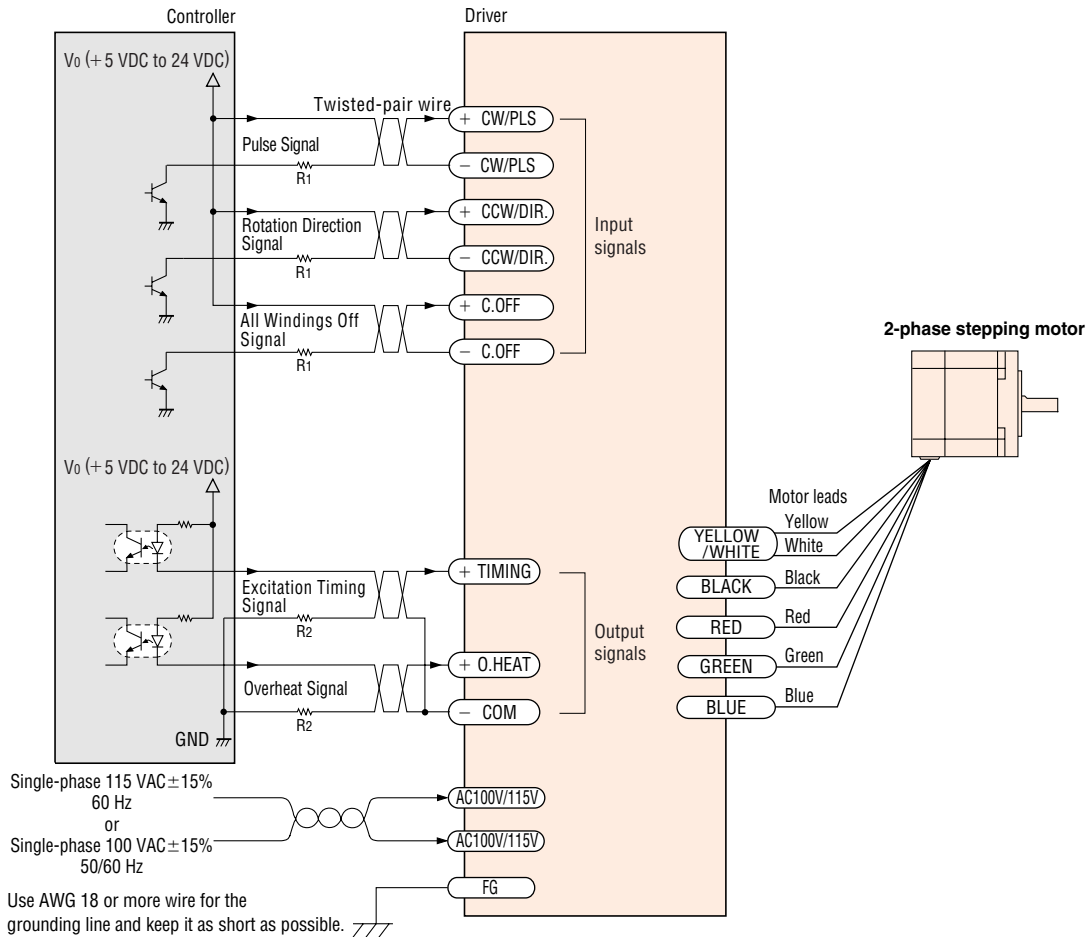 Controller
Driver
V0 (+5 VDC to 24 VDC)
Twisted-pair wire
+ CW/PLS
Pulse Signal
R1
− CW/PLS
+ CCW/DIR.
Rotation Direction
Signal
R1
− CCW/DIR.
Input
signals
+ C.OFF
All Windings Off
Signal
R1
− C.OFF
2-phase stepping motor
V0 (+5 VDC to 24 VDC)
Motor leads
Yellow
YELLOW
/WHITE
White
+ TIMING
Excitation Timing
Signal
R2
BLACK
Black
Output
signals
RED
Red
+ O.HEAT
Overheat Signal
GREEN
Green
R2
− COM
BLUE
Blue
GND
Single-phase 115 VAC±15%
60 Hz
or
Single-phase 100 VAC±15%
50/60 Hz
AC100V/115V
AC100V/115V
FG
Use AWG 18 or more wire for the
grounding line and keep it as short as possible.